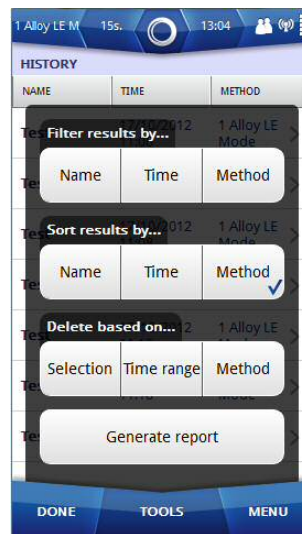 1 Alloy LE M 15s. 13:04
HISTORY
NAME TIME METHOD
Filter results by...
Name Time Method
Sort results by...
Name Time Method
Delete based on...
Selection Time range Method
Generate report
DONE TOOLS MENU